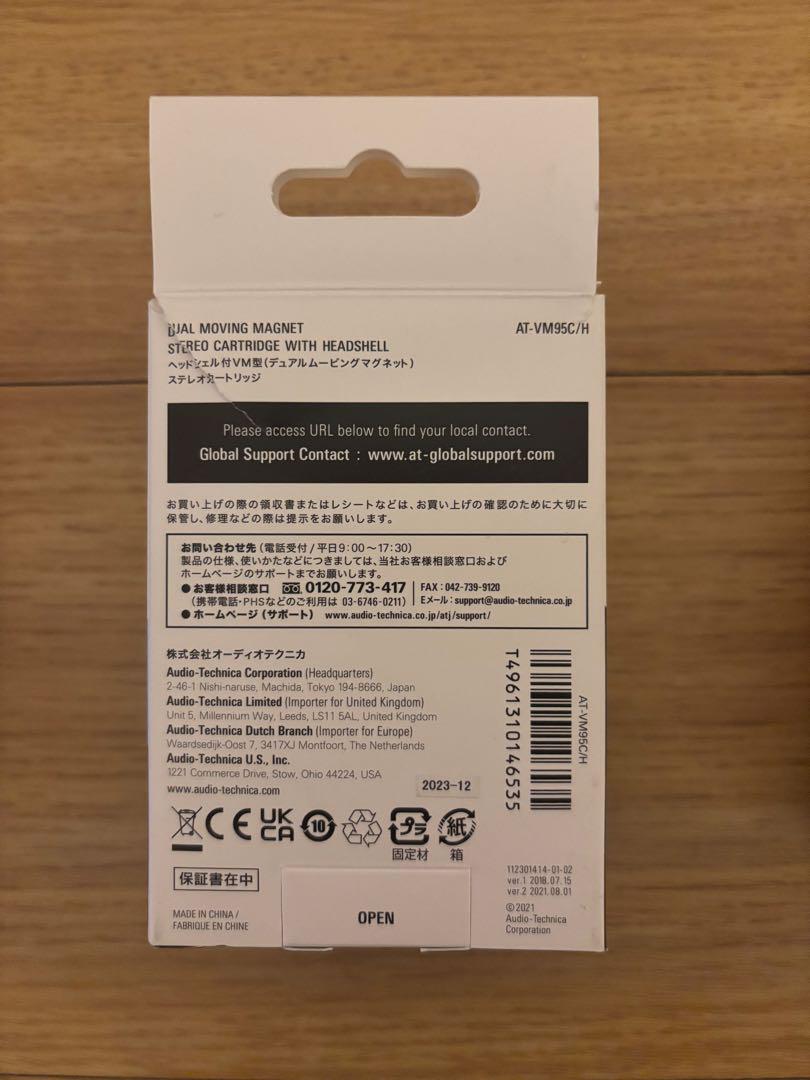 DUAL MOVING MAGNET
STEREO CARTRIDGE WITH HEADSHELL
ヘッドシェル付VM型(デュアルムービングマグネット)
ステレオカートリッジ
AT-VM95C/H
Please access URL below to find your local contact.
Global Support Contact : www.at-globalsupport.com
お買い上げの際の領収書またはレシートなどは、お買い上げの確認のために大切に
保管し、修理などの際は提示をお願いします。
お問い合わせ先(電話受付/平日9:00〜17:30)
製品の仕様、使いかたなどにつきましては、当社お客様相談窓口および
ホームページのサポートまでお願いします。
●お客様相談窓口 0120-773-417
(携帯電話・PHSなどのご利用は 03-6746-0211)
FAX:042-739-9120
Eメール:support@audio-technica.co.jp
●ホームページ(サポート) www.audio-technica.co.jp/atj/support/
株式会社オーディオテクニカ
Audio-Technica Corporation (Headquarters)
2-46-1 Nishi-naruse, Machida, Tokyo 194-8666, Japan
Audio-Technica Limited (Importer for United Kingdom)
Unit 5, Millennium Way, Leeds, LS11 5AL, United Kingdom
Audio-Technica Dutch Branch (Importer for Europe)
Waardsedijk-Oost 7, 3417XJ Montfoort, The Netherlands
Audio-Technica U.S., Inc.
1221 Commerce Drive, Stow, Ohio 44224, USA
www.audio-technica.com
2023-12
T4961310146535
AT-VM95C/H
CE
UK
CA
10
プラ
固定材
紙
箱
保証書在中
MADE IN CHINA /
FABRIQUE EN CHINE
OPEN
112301414-01-02
ver.1 2018.07.15
ver.2 2021.08.01
©2021
Audio-Technica
Corporation